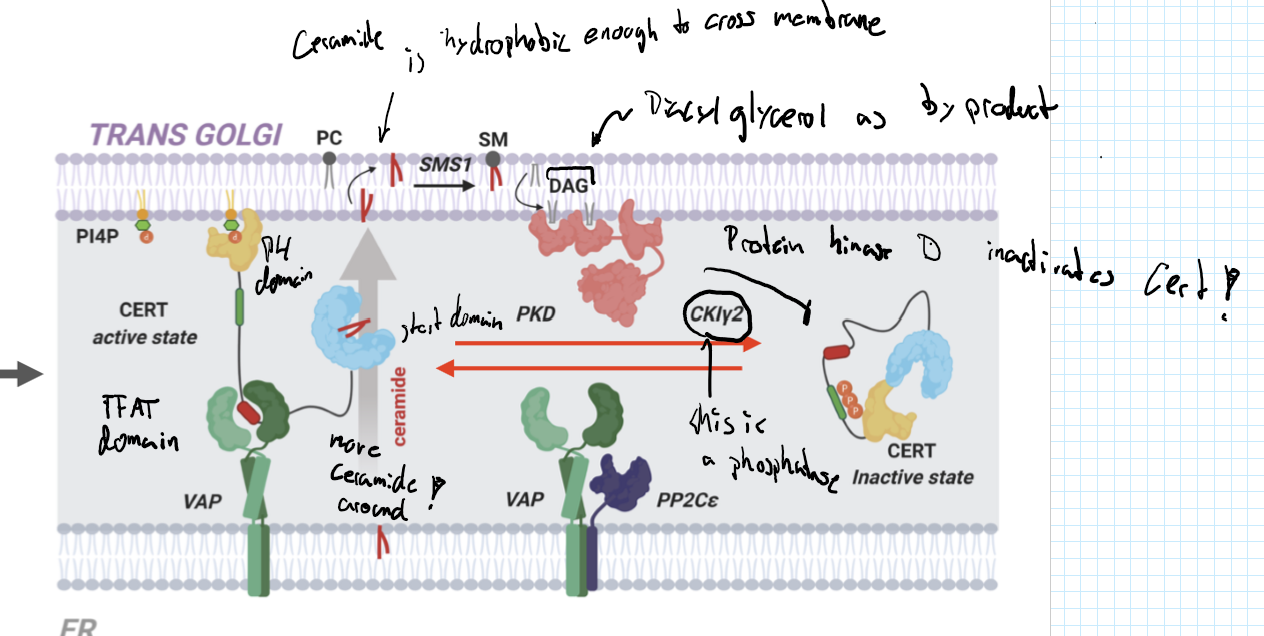 Ceramide is hydrophobic enough to cross membrane
Diacyl glycerol as by product
TRANS GOLGI
PC
SMS1
SM
DAG
PI4P
PH
domain
Protein kinase D inactivates Cert!
CERT
active state
start domain
PKD
CKIγ2
ceramide
FFAT
domain
more
Ceramide
around!
this is
a phosphatase
P
P
P
CERT
Inactive state
VAP
VAP
PP2Cε
ER